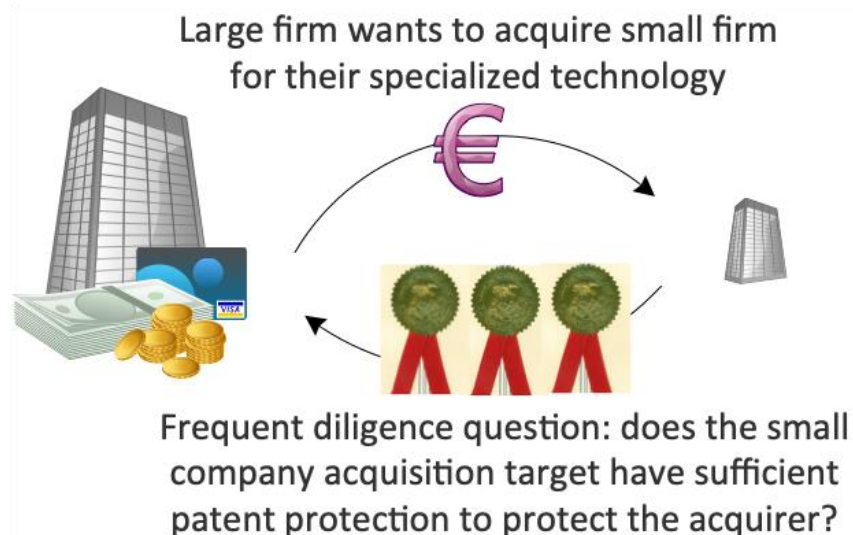 Large firm wants to acquire small firm
for their specialized technology
€
VISA
Frequent diligence question: does the small
company acquisition target have sufficient
patent protection to protect the acquirer?